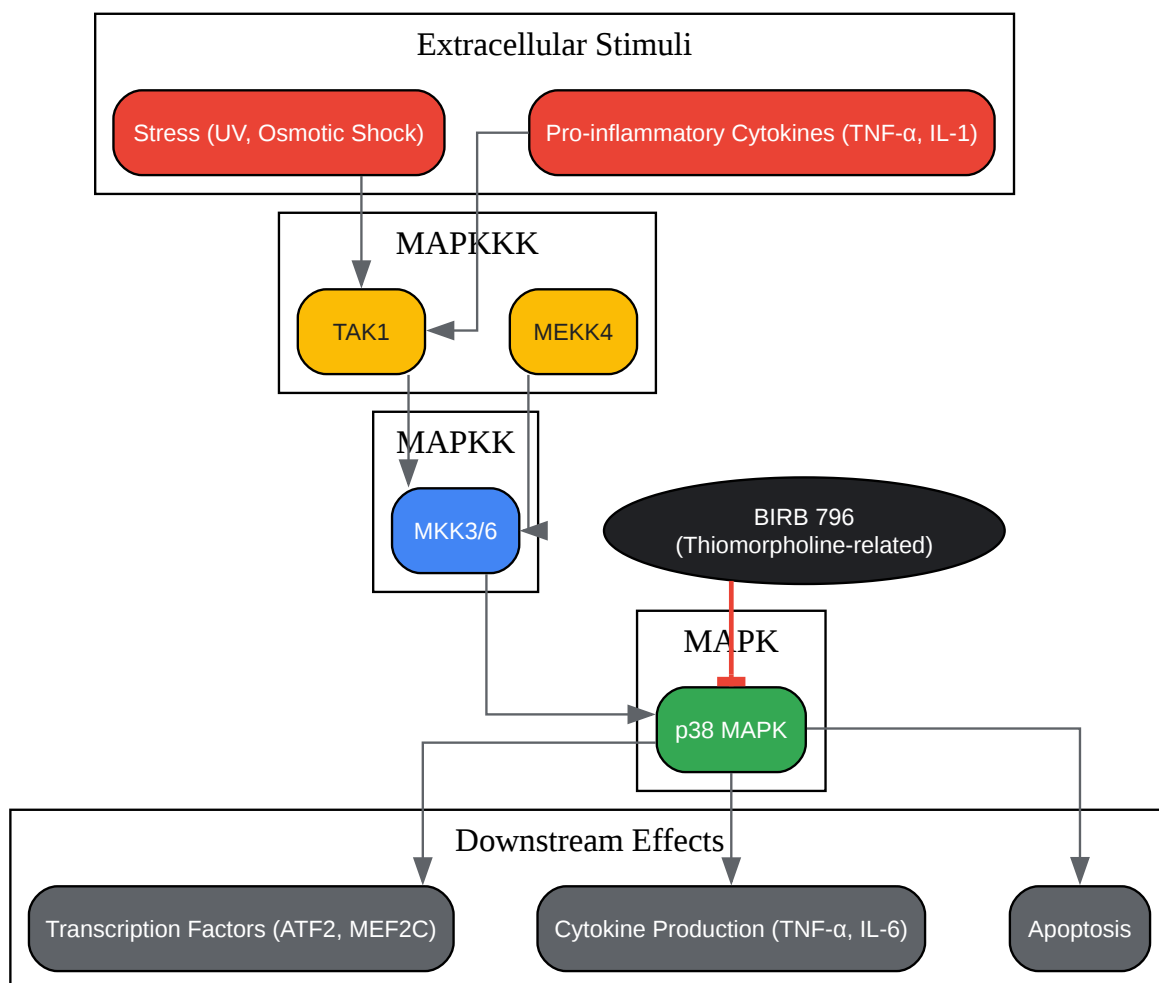 Extracellular Stimuli
Stress (UV, Osmotic Shock)
Pro-inflammatory Cytokines (TNF-α, IL-1)
MAPKKK
TAK1
MEKK4
MAPKK
MKK3/6
BIRB 796
(Thiomorpholine-related)
MAPK
p38 MAPK
Downstream Effects
Transcription Factors (ATF2, MEF2C)
Cytokine Production (TNF-α, IL-6)
Apoptosis